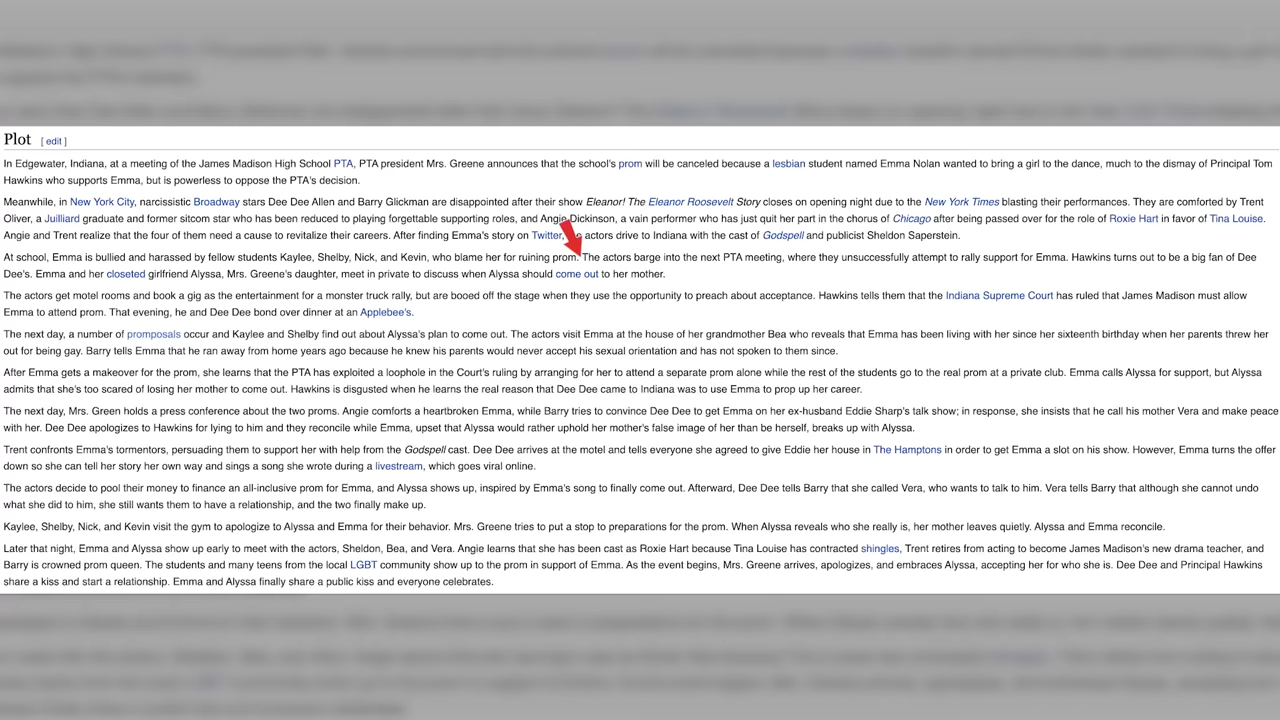 Plot [ edit ]
In Edgewater, Indiana, at a meeting of the James Madison High School PTA, PTA president Mrs. Greene announces that the school's prom will be canceled because a lesbian student named Emma Nolan wanted to bring a girl to the dance, much to the dismay of Principal Tom
Hawkins who supports Emma, but is powerless to oppose the PTA's decision.
Meanwhile, in New York City, narcissistic Broadway stars Dee Dee Allen and Barry Glickman are disappointed after their show Eleanor! The Eleanor Roosevelt Story closes on opening night due to the New York Times blasting their performances. They are comforted by Trent
Oliver, a Juilliard graduate and former sitcom star who has been reduced to playing forgettable supporting roles, and Angie Dickinson, a vain performer who has just quit her part in the chorus of Chicago after being passed over for the role of Roxie Hart in favor of Tina Louise.
Angie and Trent realize that the four of them need a cause to revitalize their careers. After finding Emma's story on Twitter, actors drive to Indiana with the cast of Godspell and publicist Sheldon Saperstein.
At school, Emma is bullied and harassed by fellow students Kaylee, Shelby, Nick, and Kevin, who blame her for ruining prom. The actors barge into the next PTA meeting, where they unsuccessfully attempt to rally support for Emma. Hawkins turns out to be a big fan of Dee
Dee's. Emma and her closeted girlfriend Alyssa, Mrs. Greene's daughter, meet in private to discuss when Alyssa should come out to her mother.
The actors get motel rooms and book a gig as the entertainment for a monster truck rally, but are booed off the stage when they use the opportunity to preach about acceptance. Hawkins tells them that the Indiana Supreme Court has ruled that James Madison must allow
Emma to attend prom. That evening, he and Dee Dee bond over dinner at an Applebee's.
The next day, a number of promposals occur and Kaylee and Shelby find out about Alyssa's plan to come out. The actors visit Emma at the house of her grandmother Bea who reveals that Emma has been living with her since her sixteenth birthday when her parents threw her
out for being gay. Barry tells Emma that he ran away from home years ago because he knew his parents would never accept his sexual orientation and has not spoken to them since.
After Emma gets a makeover for the prom, she learns that the PTA has exploited a loophole in the Court's ruling by arranging for her to attend a separate prom alone while the rest of the students go to the real prom at a private club. Emma calls Alyssa for support, but Alyssa
admits that she's too scared of losing her mother to come out. Hawkins is disgusted when he learns the real reason that Dee Dee came to Indiana was to use Emma to prop up her career.
The next day, Mrs. Green holds a press conference about the two proms. Angie comforts a heartbroken Emma, while Barry tries to convince Dee Dee to get Emma on her ex-husband Eddie Sharp's talk show; in response, she insists that he call his mother Vera and make peace
with her. Dee Dee apologizes to Hawkins for lying to him and they reconcile while Emma, upset that Alyssa would rather uphold her mother's false image of her than be herself, breaks up with Alyssa.
Trent confronts Emma's tormentors, persuading them to support her with help from the Godspell cast. Dee Dee arrives at the motel and tells everyone she agreed to give Eddie her house in The Hamptons in order to get Emma a slot on his show. However, Emma turns the offer
down so she can tell her story her own way and sings a song she wrote during a livestream, which goes viral online.
The actors decide to pool their money to finance an all-inclusive prom for Emma, and Alyssa shows up, inspired by Emma's song to finally come out. Afterward, Dee Dee tells Barry that she called Vera, who wants to talk to him. Vera tells Barry that although she cannot undo
what she did to him, she still wants them to have a relationship, and the two finally make up.
Kaylee, Shelby, Nick, and Kevin visit the gym to apologize to Alyssa and Emma for their behavior. Mrs. Greene tries to put a stop to preparations for the prom. When Alyssa reveals who she really is, her mother leaves quietly. Alyssa and Emma reconcile.
Later that night, Emma and Alyssa show up early to meet with the actors, Sheldon, Bea, and Vera. Angie learns that she has been cast as Roxie Hart because Tina Louise has contracted shingles, Trent retires from acting to become James Madison's new drama teacher, and
Barry is crowned prom queen. The students and many teens from the local LGBT community show up to the prom in support of Emma. As the event begins, Mrs. Greene arrives, apologizes, and embraces Alyssa, accepting her for who she is. Dee Dee and Principal Hawkins
share a kiss and start a relationship. Emma and Alyssa finally share a public kiss and everyone celebrates.